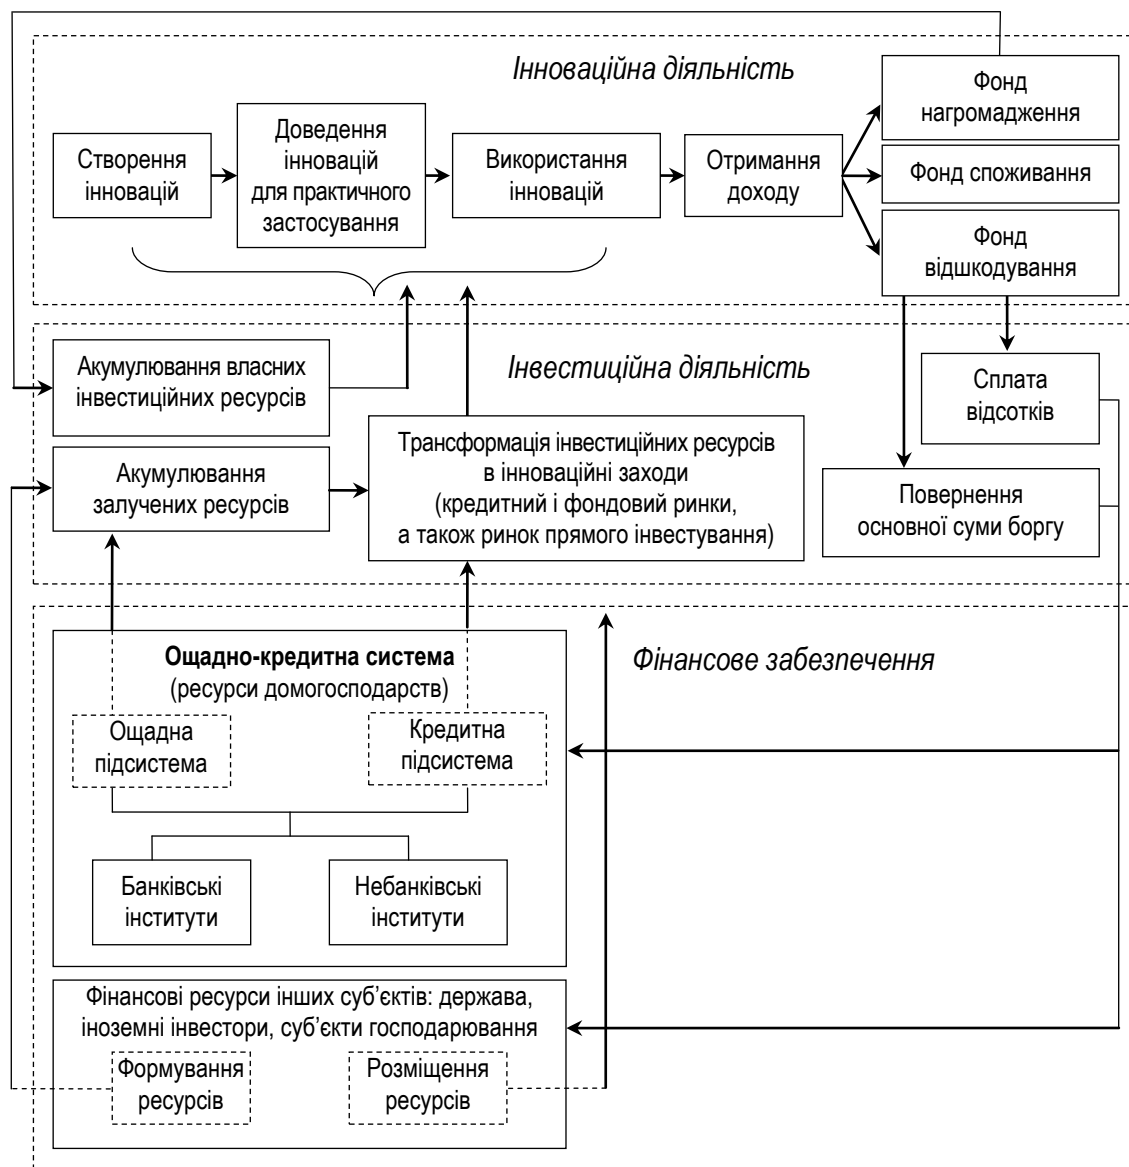 Інноваційна діяльність
Фонд
нагромадження
Створення
інновацій
Доведення
інновацій
для практичного
застосування
Використання
інновацій
Отримання
доходу
Фонд споживання
Фонд
відшкодування
Акумулювання власних
інвестиційних ресурсів
Інвестиційна діяльність
Сплата
відсотків
Акумулювання
залучених ресурсів
Трансформація інвестиційних ресурсів
в інноваційні заходи
(кредитний і фондовий ринки,
а також ринок прямого інвестування)
Повернення
основної суми боргу
Ощадно-кредитна система
(ресурси домогосподарств)
Фінансове забезпечення
Ощадна
підсистема
Кредитна
підсистема
Банківські
інститути
Небанківські
інститути
Фінансові ресурси інших суб’єктів: держава,
іноземні інвестори, суб’єкти господарювання
Формування
ресурсів
Розміщення
ресурсів